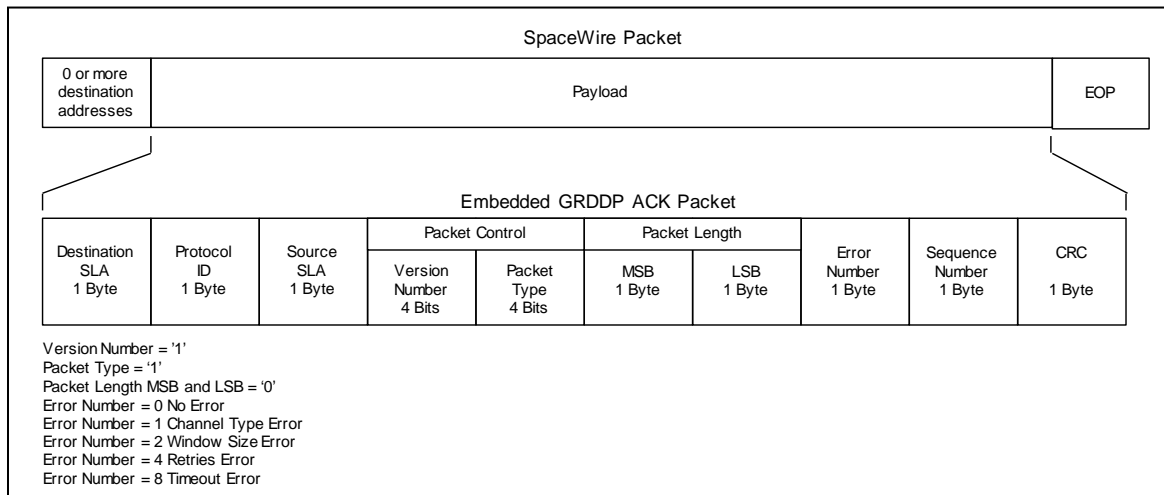 SpaceWire Packet
0 or more
destination
addresses
Payload
EOP
Embedded GRDDP ACK Packet
Destination
SLA
1 Byte
Protocol
ID
1 Byte
Source
SLA
1 Byte
Packet Control
Version
Number
4 Bits
Packet
Type
4 Bits
Packet Length
MSB
1 Byte
LSB
1 Byte
Error
Number
1 Byte
Sequence
Number
1 Byte
CRC
1 Byte
Version Number = '1'
Packet Type = '1'
Packet Length MSB and LSB = '0'
Error Number = 0 No Error
Error Number = 1 Channel Type Error
Error Number = 2 Window Size Error
Error Number = 4 Retries Error
Error Number = 8 Timeout Error